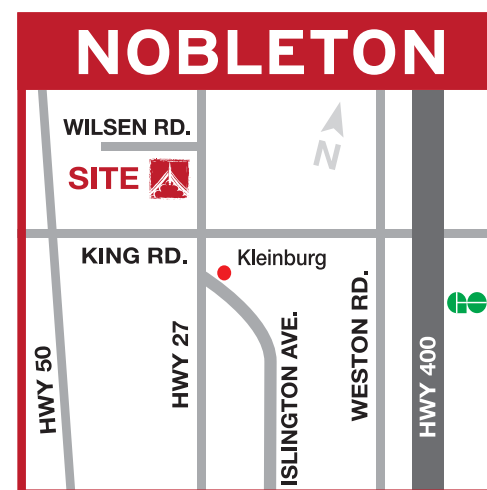 NOBLETON
WILSEN RD.
N
SITE
KING RD.
Kleinburg
HWY 50
HWY 27
ISLINGTON AVE.
WESTON RD.
HWY 400
GO